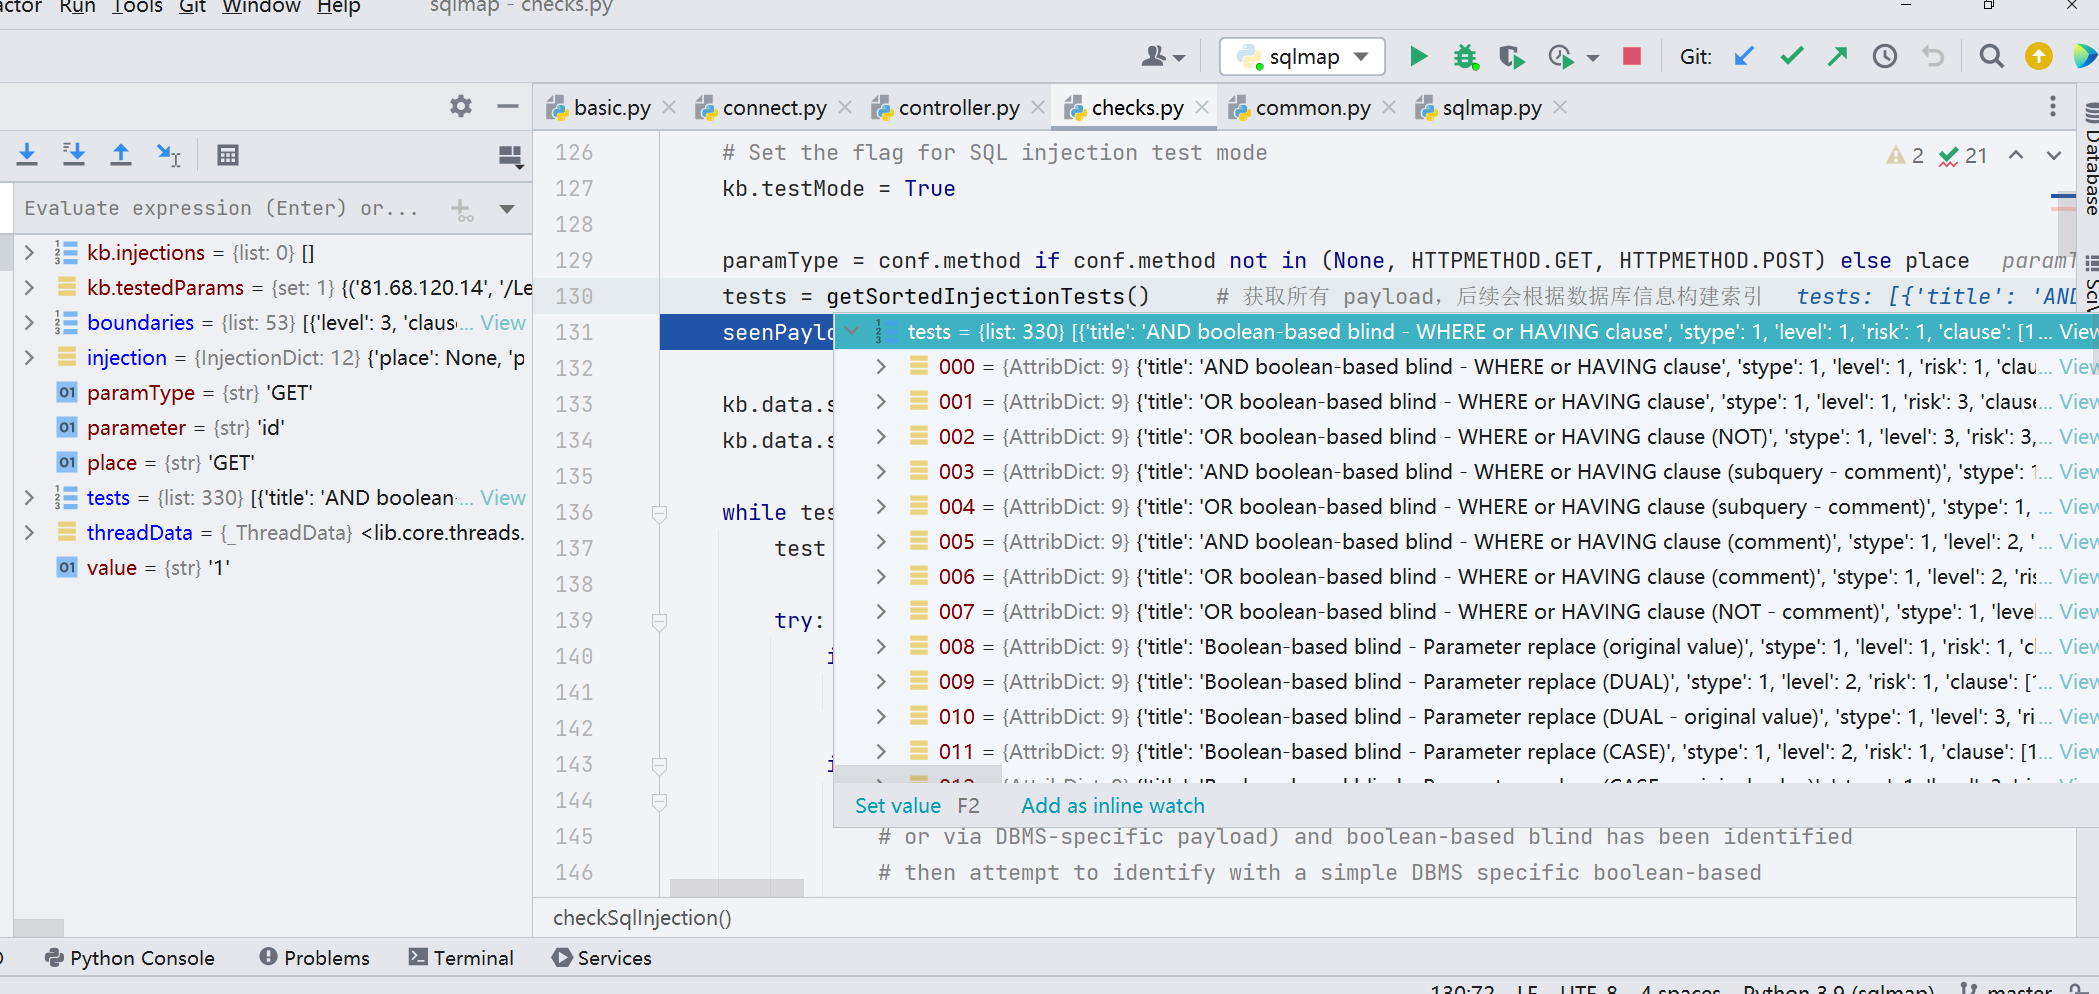 actor Run Tools Git Window Help sqlmap - checks.py
sqlmap Git:
basic.py connect.py controller.py checks.py common.py sqlmap.py
Database
Evaluate expression (Enter) or...
kb.injections = {list: 0} []
kb.testedParams = {set: 1} {('81.68.120.14', '/Le
boundaries = {list: 53} [{'level': 3, 'clause... View
injection = {InjectionDict: 12} {'place': None, 'p
paramType = {str} 'GET'
parameter = {str} 'id'
place = {str} 'GET'
tests = {list: 330} [{'title': 'AND boolean-... View
threadData = {_ThreadData} <lib.core.threads.
value = {str} '1'
126 # Set the flag for SQL injection test mode
2 21
127 kb.testMode = True
128
129 paramType = conf.method if conf.method not in (None, HTTPMETHOD.GET, HTTPMETHOD.POST) else place paramT
130 tests = getSortedInjectionTests() # 获取所有 payload，后续会根据数据库信息构建索引 tests: [{'title': 'AND
131 seenPaylo
132
133 kb.data.s
134 kb.data.s
135
136 while tes
137 test
138
139 try:
140 i
141
142
143 i
144
145 # or via DBMS-specific payload) and boolean-based blind has been identified
146 # then attempt to identify with a simple DBMS specific boolean-based
tests = {list: 330} [{'title': 'AND boolean-based blind - WHERE or HAVING clause', 'stype': 1, 'level': 1, 'risk': 1, 'clause': [1... View
000 = {AttribDict: 9} {'title': 'AND boolean-based blind - WHERE or HAVING clause', 'stype': 1, 'level': 1, 'risk': 1, 'clau... View
001 = {AttribDict: 9} {'title': 'OR boolean-based blind - WHERE or HAVING clause', 'stype': 1, 'level': 1, 'risk': 3, 'clause... View
002 = {AttribDict: 9} {'title': 'OR boolean-based blind - WHERE or HAVING clause (NOT)', 'stype': 1, 'level': 3, 'risk': 3,... View
003 = {AttribDict: 9} {'title': 'AND boolean-based blind - WHERE or HAVING clause (subquery - comment)', 'stype': 1... View
004 = {AttribDict: 9} {'title': 'OR boolean-based blind - WHERE or HAVING clause (subquery - comment)', 'stype': 1, ... View
005 = {AttribDict: 9} {'title': 'AND boolean-based blind - WHERE or HAVING clause (comment)', 'stype': 1, 'level': 2, '... View
006 = {AttribDict: 9} {'title': 'OR boolean-based blind - WHERE or HAVING clause (comment)', 'stype': 1, 'level': 2, 'ris... View
007 = {AttribDict: 9} {'title': 'OR boolean-based blind - WHERE or HAVING clause (NOT - comment)', 'stype': 1, 'level... View
008 = {AttribDict: 9} {'title': 'Boolean-based blind - Parameter replace (original value)', 'stype': 1, 'level': 1, 'risk': 1, 'cl... View
009 = {AttribDict: 9} {'title': 'Boolean-based blind - Parameter replace (DUAL)', 'stype': 1, 'level': 2, 'risk': 1, 'clause': [1... View
010 = {AttribDict: 9} {'title': 'Boolean-based blind - Parameter replace (DUAL - original value)', 'stype': 1, 'level': 3, 'ri... View
011 = {AttribDict: 9} {'title': 'Boolean-based blind - Parameter replace (CASE)', 'stype': 1, 'level': 2, 'risk': 1, 'clause': [1... View
Set value F2 Add as inline watch
checkSqlInjection()
Python Console Problems Terminal Services
130:72 LF UTF-8 4 spaces Python 3.9 (sqlmap) master